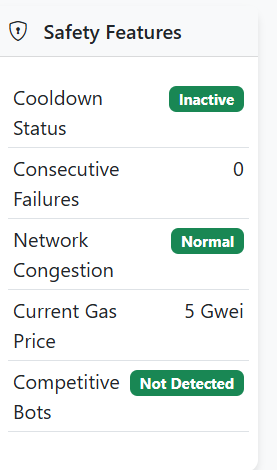 Safety Features
Cooldown Status
Inactive
Consecutive Failures
0
Network Congestion
Normal
Current Gas Price
5 Gwei
Competitive Bots
Not Detected